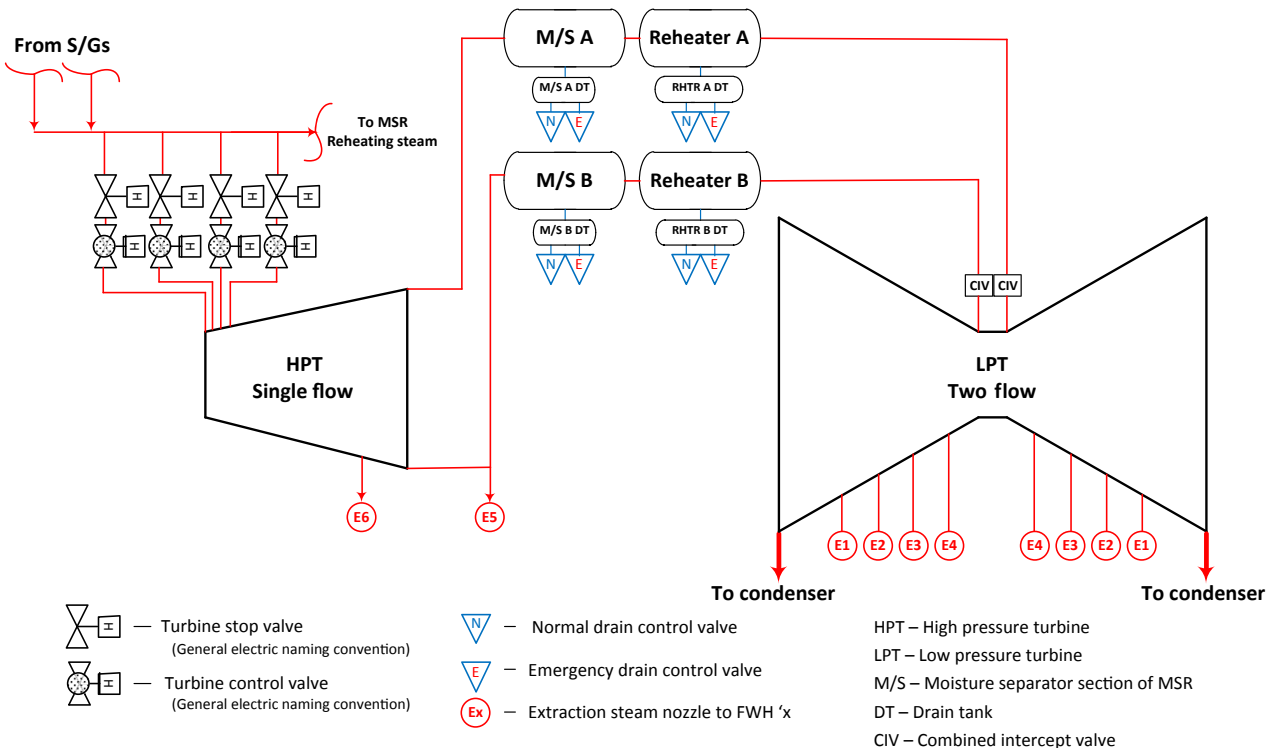 From S/Gs
To MSR
Reheating steam
H
H
H
H
H
H
H
H
M/S A
Reheater A
M/S A DT
RHTR A DT
N
E
N
E
M/S B
Reheater B
M/S B DT
RHTR B DT
N
E
N
E
CIV
CIV
HPT
Single flow
LPT
Two flow
E6
E5
E1
E2
E3
E4
E4
E3
E2
E1
To condenser
To condenser
H
— Turbine stop valve
(General electric naming convention)
H
— Turbine control valve
(General electric naming convention)
N
— Normal drain control valve
E
— Emergency drain control valve
Ex
— Extraction steam nozzle to FWH ‘x
HPT – High pressure turbine
LPT – Low pressure turbine
M/S – Moisture separator section of MSR
DT – Drain tank
CIV – Combined intercept valve